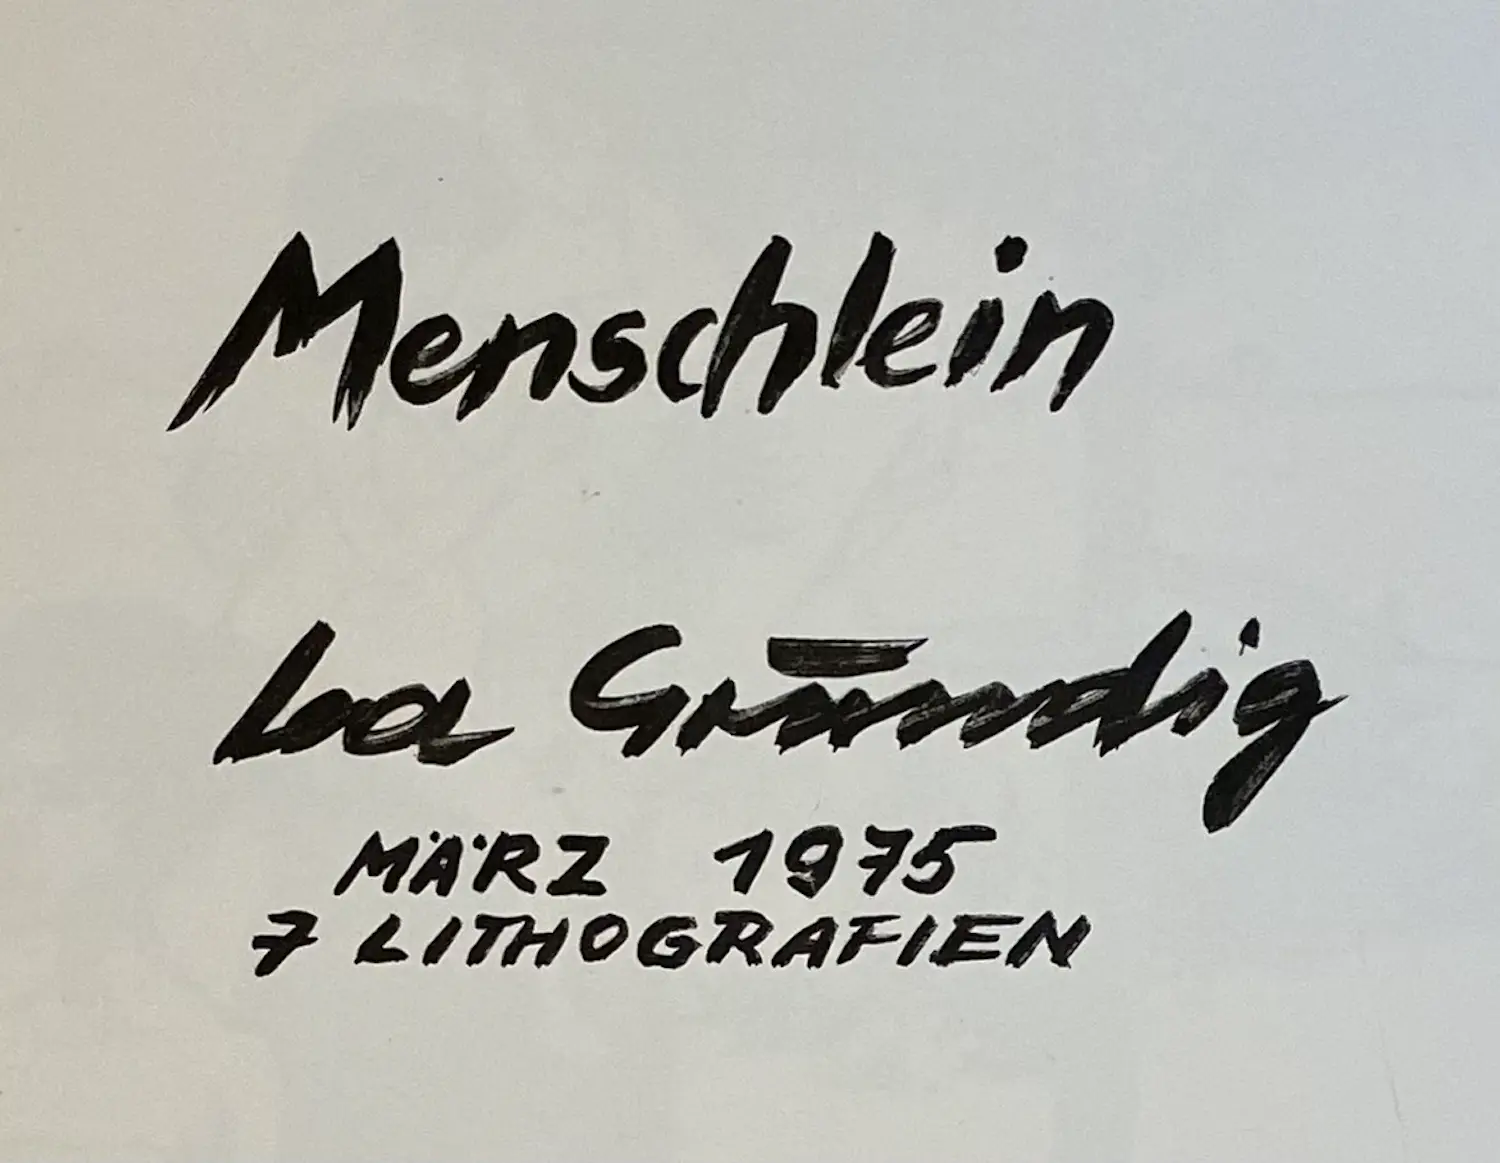 Menschlein
Lea Grundig
MÄRZ 1975
7 LITHOGRAFIEN